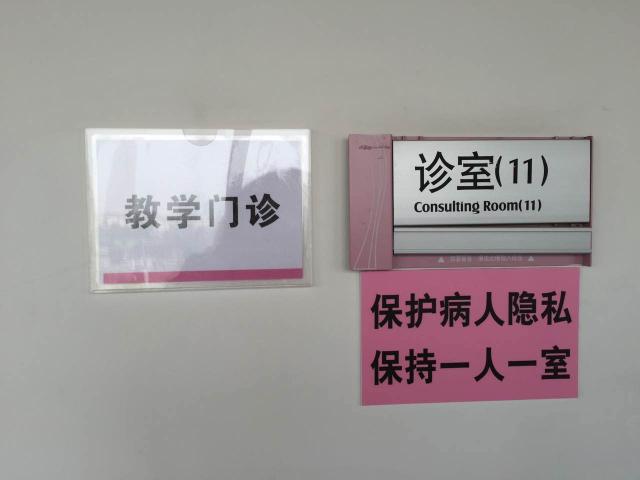 教学门诊
诊室(11)
Consulting Room(11)
保护病人隐私
保持一人一室